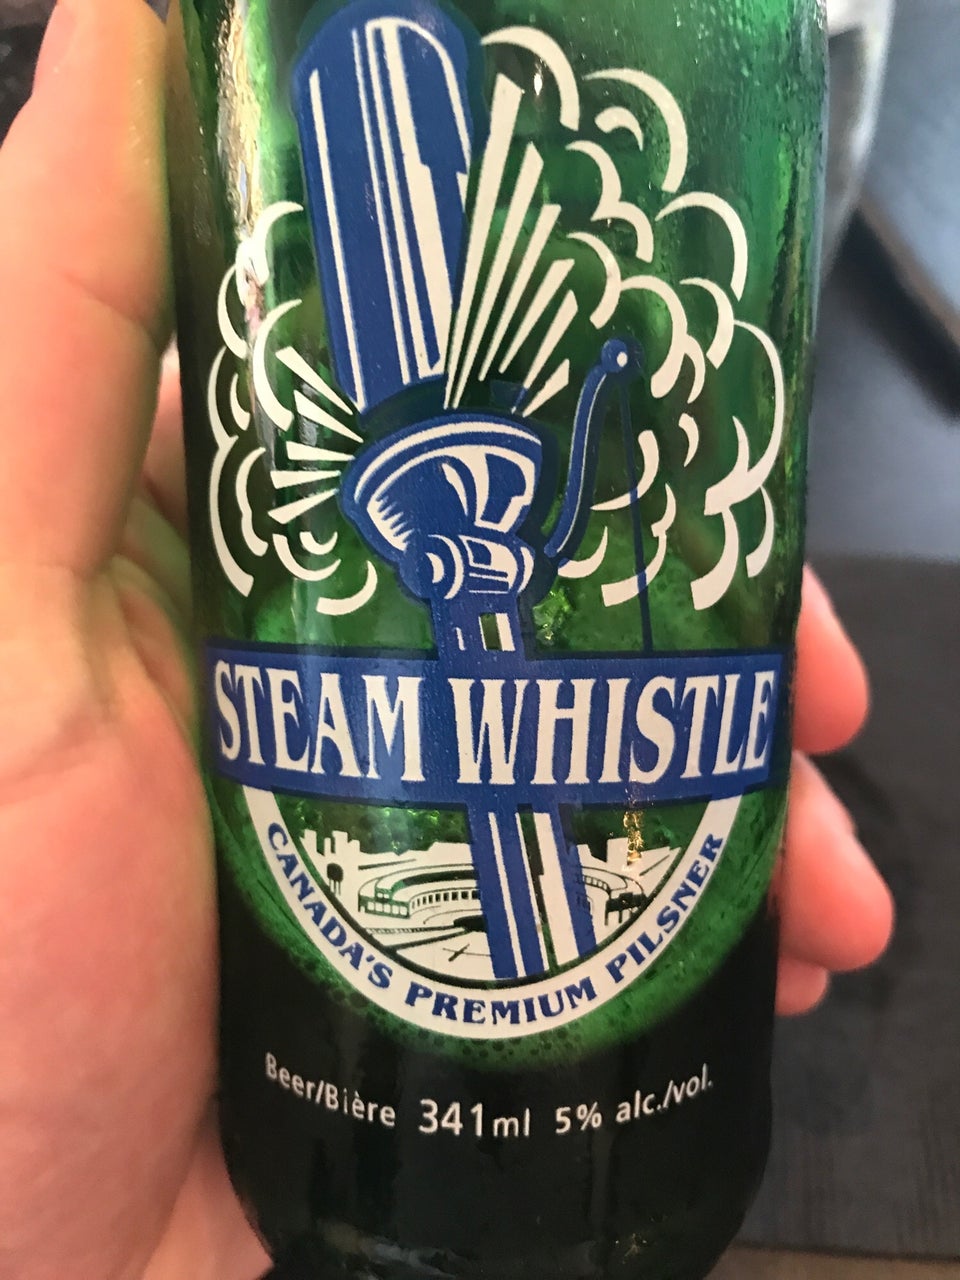 STEAM WHISTLE
CANADA'S PREMIUM PILSNER
Beer/Bière 341ml 5% alc./vol.